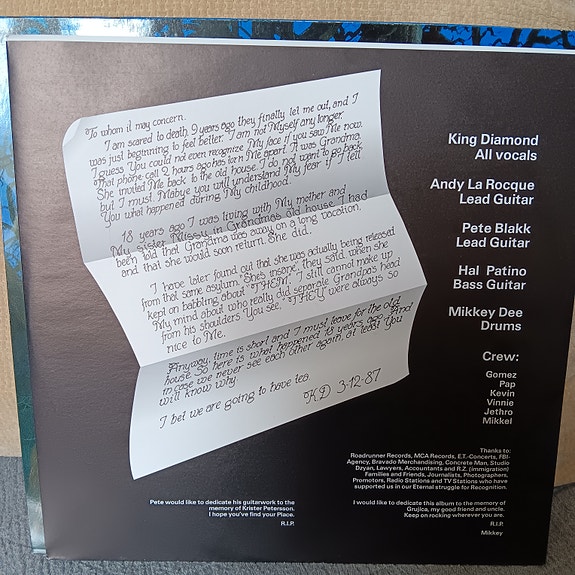 To whom it may concern.
I am scared to death. 9 years ago they finally let me out, and I
was just beginning to feel better. I am not Myself any longer.
I guess You could not even recognize My face if you saw Me now.
That phone call 2 hours ago has torn Me apart. It was Grandma.
She invited Me back to the old house. I do not want to go back,
but I must. Mabye you will understand My fear if I tell
You what happened during My childhood.
18 years ago I was living with My mother and
My sister Missy in Grandmas old house. I had
been told that Grandma was away on a long vacation,
and that she would soon return. She did.
I have later found out that she was actually being released
from that same asylum. "She's insane", they said, when she
kept on babbling about "THEM". I still cannot make up
My mind about who really did separate Grandpas head
from his shoulders. You see, "THEY" were always so
nice to Me.
Anyway, time is short and I must leave for the old
house. So here is what happened 18 years ago. And
in case we never see each other again, at least you
will know why.
I bet we are going to have tea.
KD 3-12-87
King Diamond
All vocals
Andy La Rocque
Lead Guitar
Pete Blakk
Lead Guitar
Hal Patino
Bass Guitar
Mikkey Dee
Drums
Crew:
Gomez
Pap
Kevin
Vinnie
Jethro
Mikkel
Thanks to:
Roadrunner Records, MCA Records, E.T.-Concerts, FBI-
Agency, Bravado Merchandising, Concrete Man, Studio
Dzyan, Lawyers, Accountants and R.Z. (immigration)
Families and Friends, Journalists, Photographers,
Promotors, Radio Stations and TV Stations who have
supported us in our Eternal struggle for Recognition.
Pete would like to dedicate his guitarwork to the
memory of Krister Petersson.
I hope you've find your Place.
R.I.P.
I would like to dedicate this album to the memory of
Grujica, my good friend and uncle.
Keep on rocking wherever you are.
R.I.P.
Mikkey